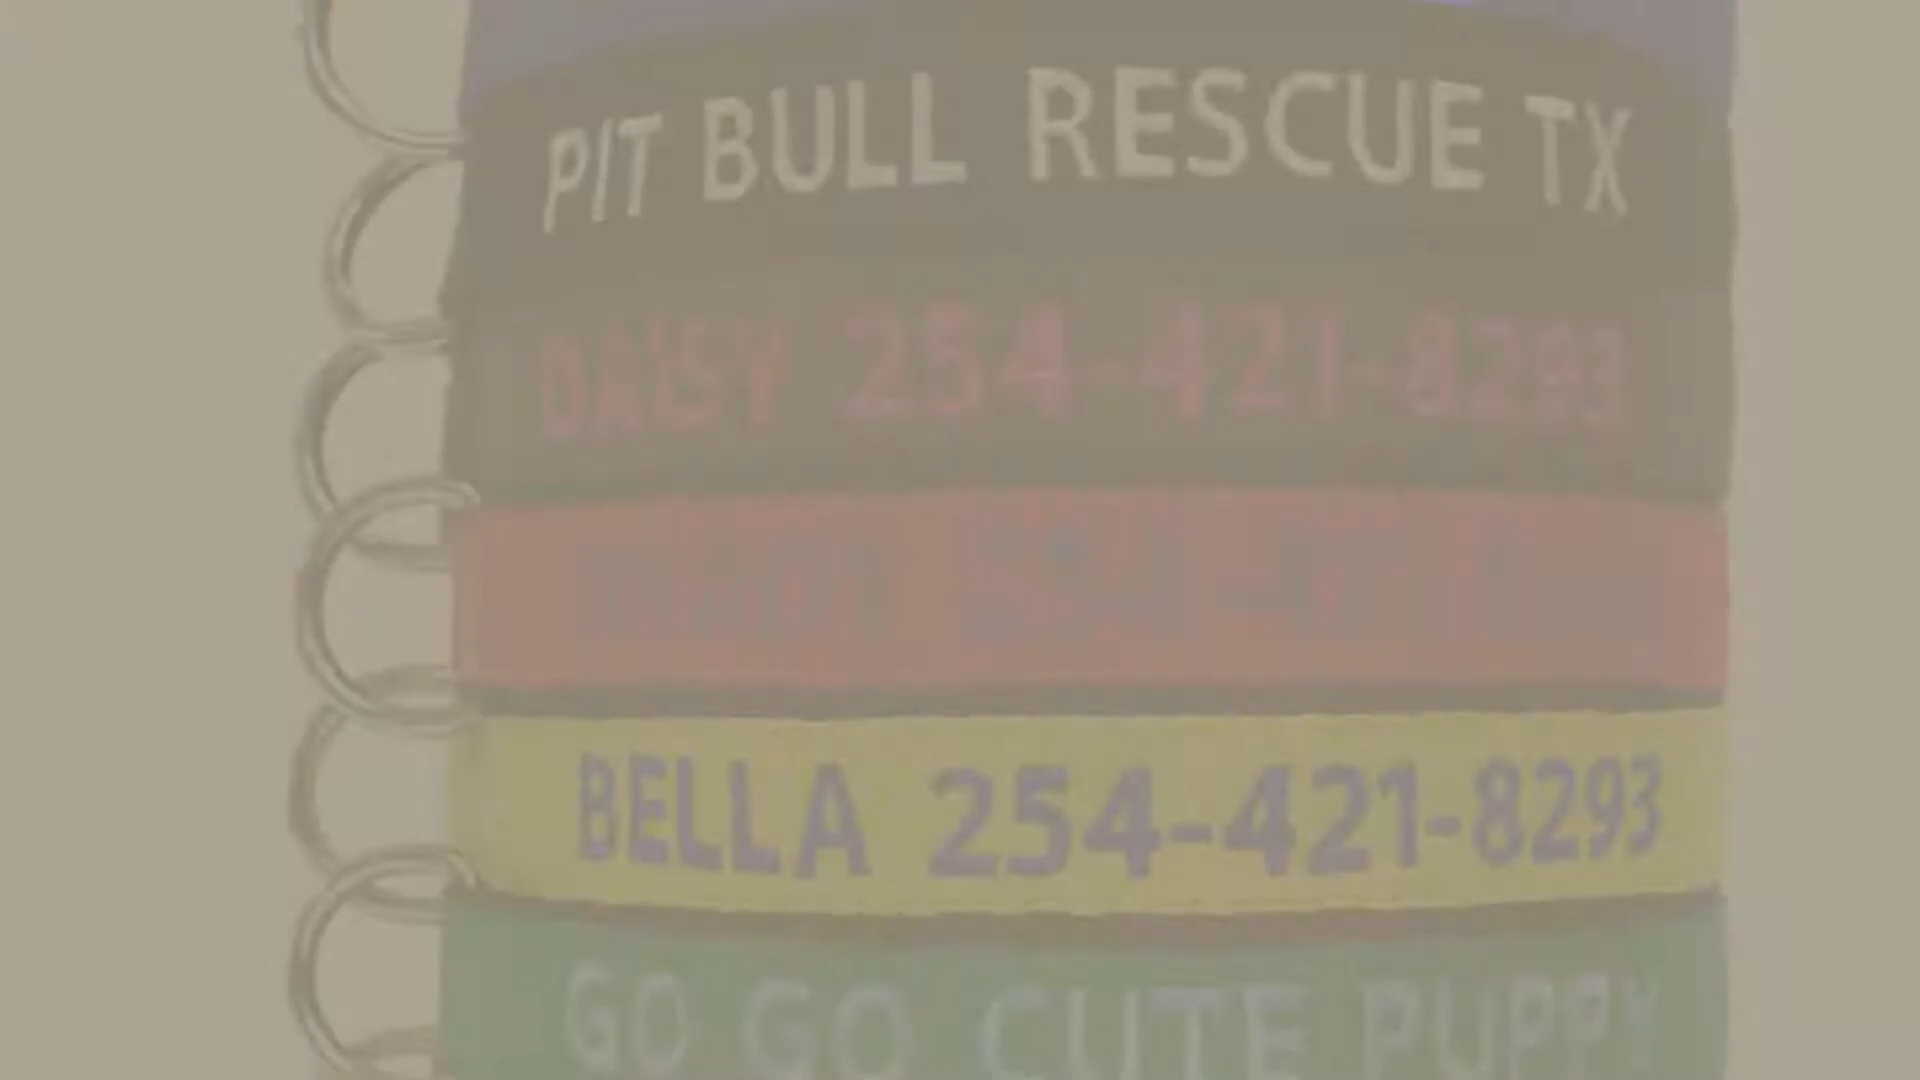 PIT BULL RESCUE TX
DAISY 254-421-8293
BELLA 254-421-8293
GO GO CUTE PUPPY